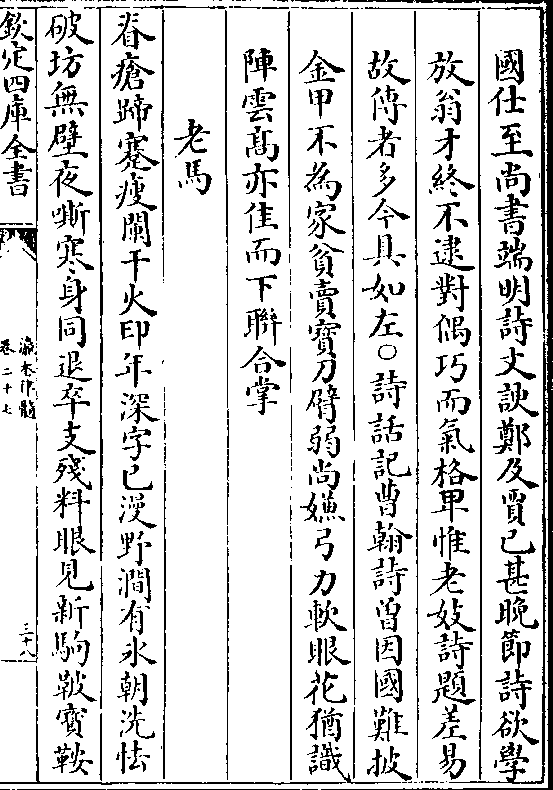 國仕至尚書端明詩文諛鄭及賈已甚晚節詩欲學
放翁才終不逮對偶巧而氣格卑惟老妓詩題差易
故傳者多今具如左○詩話記曹翰詩曾因國難披
金甲不為家貧賣寶刀臂弱尚嫌弓力軟眼花猶識
陣雲髙亦佳而下聯合掌
老馬
脊瘡蹄蹇瘦闌干火印年深字已漫野澗有氷朝洗怯
破坊無壁夜嘶寒身同退卒支殘料眼見新駒鞁寳鞍
欽定四庫全書
瀛奎律髓
卷二十七
三十八